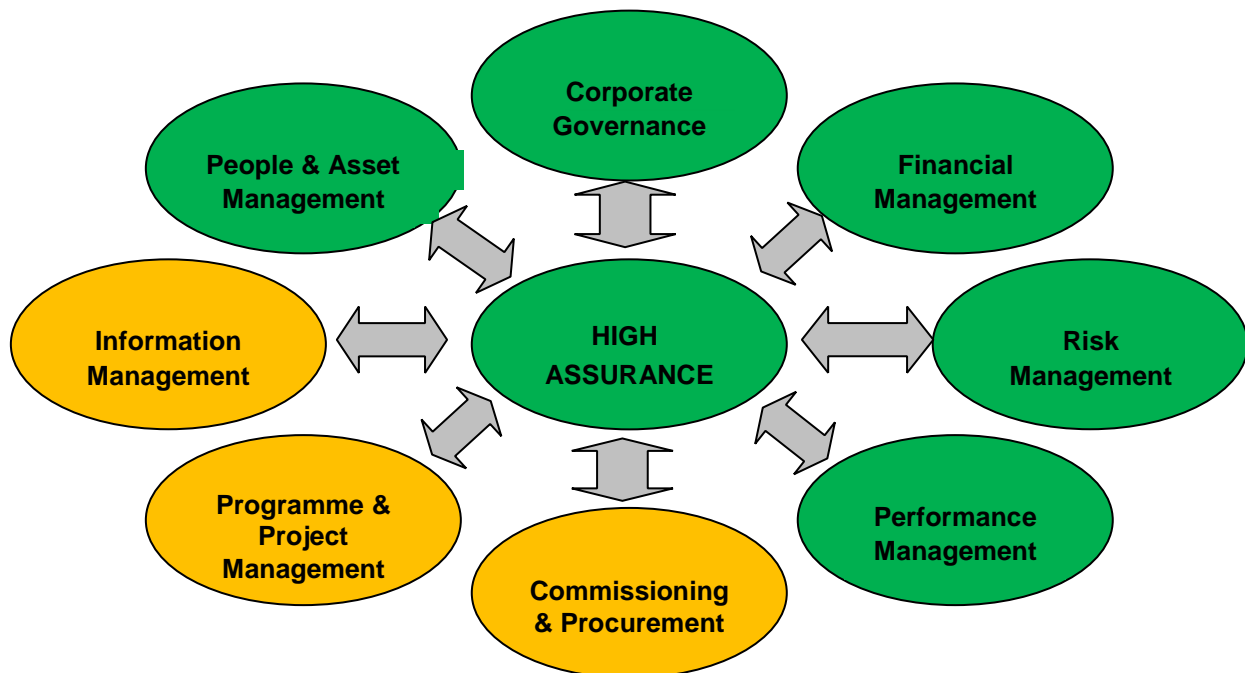 Corporate
Governance
People & Asset
Management
Financial
Management
Information
Management
HIGH
ASSURANCE
Risk
Management
Programme &
Project
Management
Commissioning
& Procurement
Performance
Management